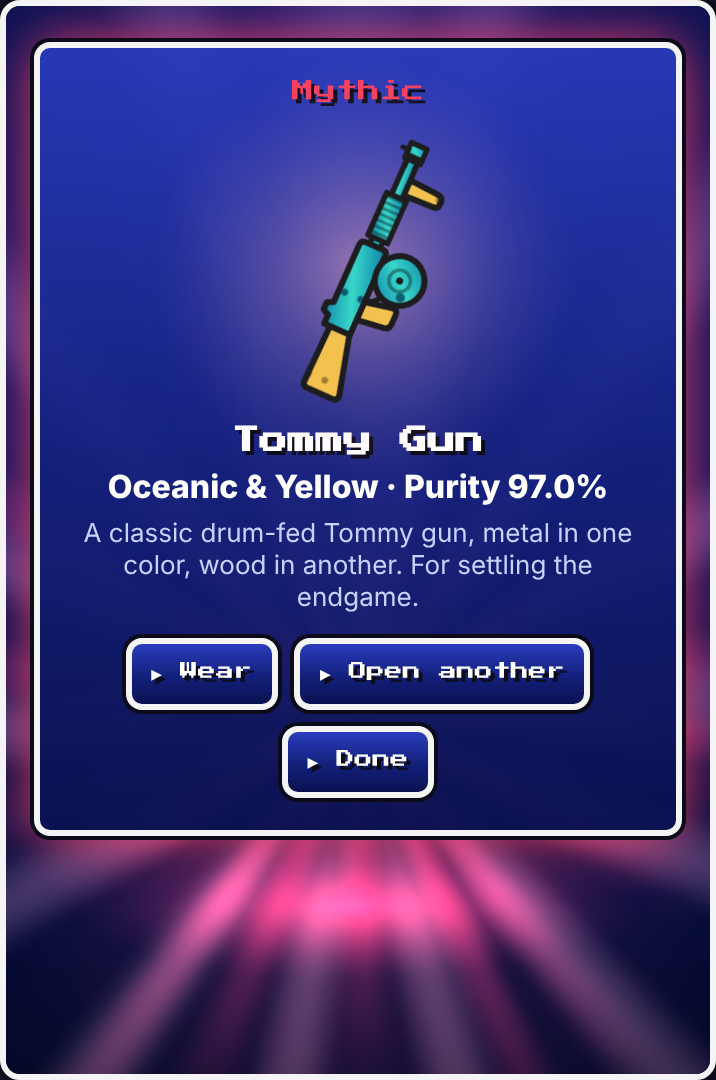 Mythic
Tommy Gun
Oceanic & Yellow · Purity 97.0%
A classic drum-fed Tommy gun, metal in one
color, wood in another. For settling the
endgame.
▶ Wear
▶ Open another
▶ Done